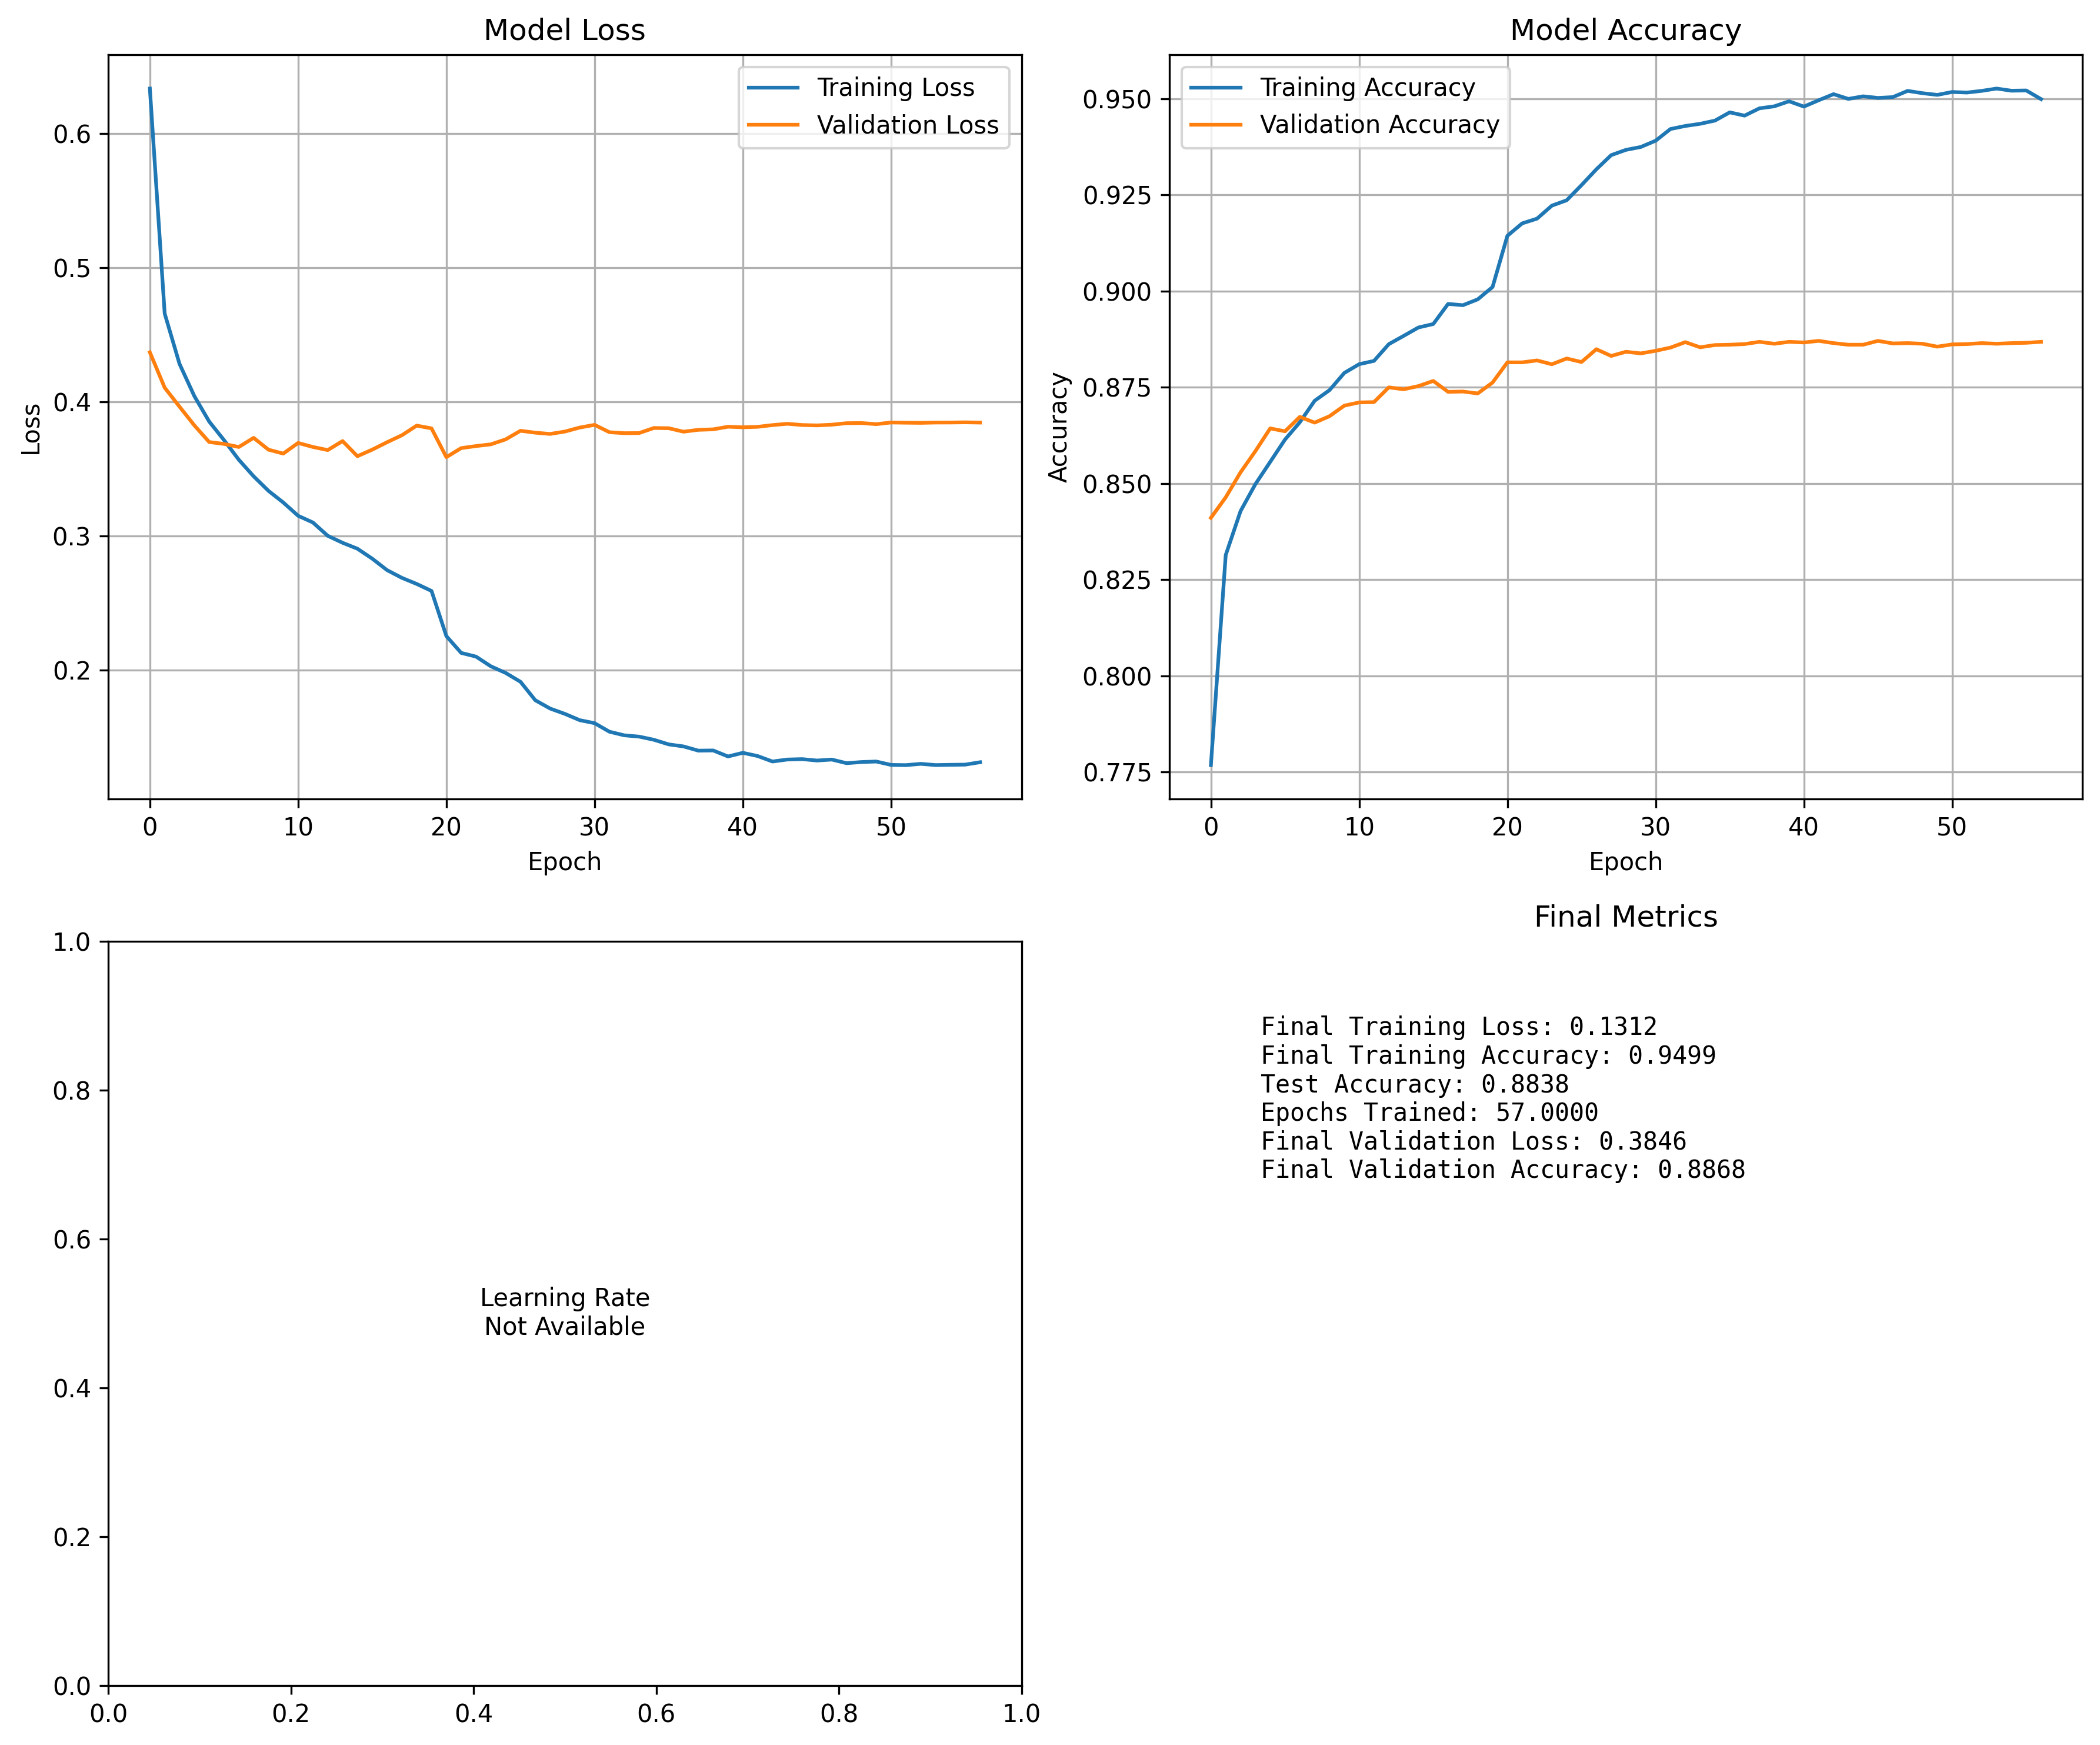 Model Loss
Training Loss
Validation Loss
0.6
0.5
0.4
0.3
0.2
Loss
0 10 20 30 40 50
Epoch
Model Accuracy
Training Accuracy
Validation Accuracy
0.950
0.925
0.900
0.875
0.850
0.825
0.800
0.775
Accuracy
0 10 20 30 40 50
Epoch
1.0
0.8
0.6
0.4
0.2
0.0
Learning Rate
Not Available
0.0 0.2 0.4 0.6 0.8 1.0
Final Metrics
Final Training Loss: 0.1312
Final Training Accuracy: 0.9499
Test Accuracy: 0.8838
Epochs Trained: 57.0000
Final Validation Loss: 0.3846
Final Validation Accuracy: 0.8868